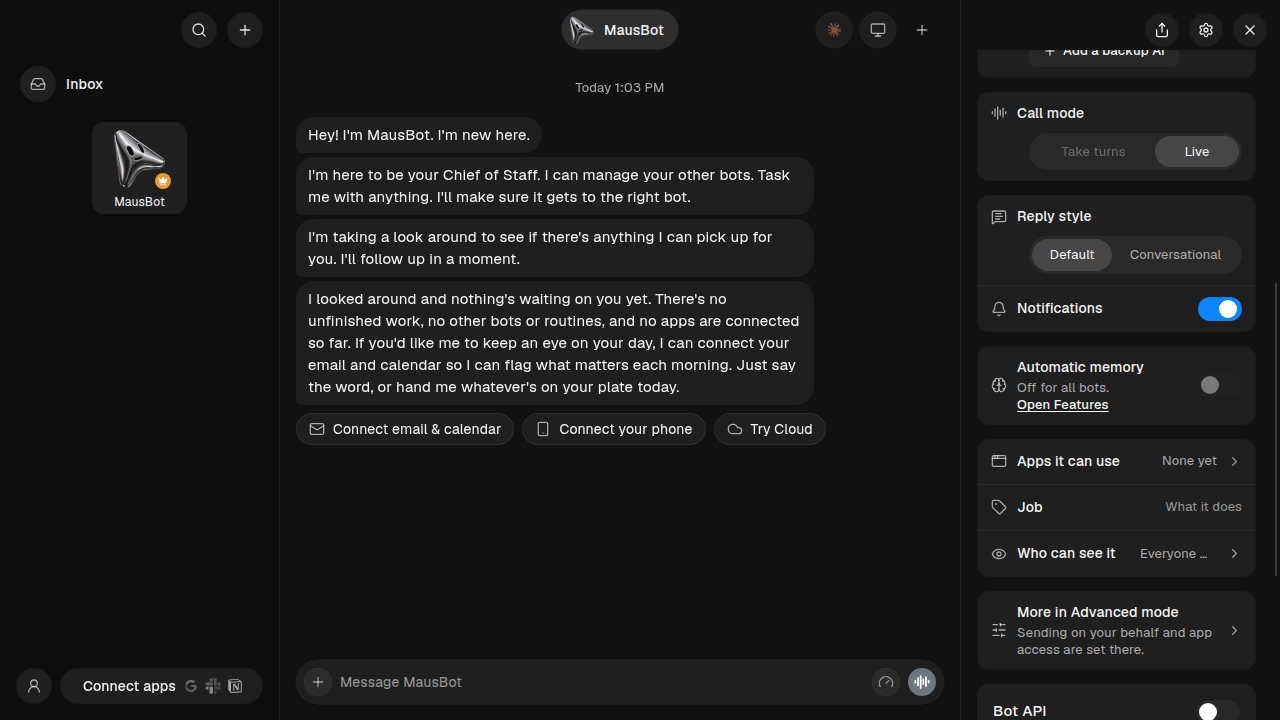 Inbox
MausBot
Connect apps
MausBot
Today 1:03 PM
Hey! I'm MausBot. I'm new here.
I'm here to be your Chief of Staff. I can manage your other bots. Task
me with anything. I'll make sure it gets to the right bot.
I'm taking a look around to see if there's anything I can pick up for
you. I'll follow up in a moment.
I looked around and nothing's waiting on you yet. There's no
unfinished work, no other bots or routines, and no apps are connected
so far. If you'd like me to keep an eye on your day, I can connect your
email and calendar so I can flag what matters each morning. Just say
the word, or hand me whatever's on your plate today.
Connect email & calendar
Connect your phone
Try Cloud
Message MausBot
Add a backup AI
Call mode
Take turns
Live
Reply style
Default
Conversational
Notifications
Automatic memory
Off for all bots.
Open Features
Apps it can use
None yet
Job
What it does
Who can see it
Everyone ...
More in Advanced mode
Sending on your behalf and app
access are set there.
Bot API